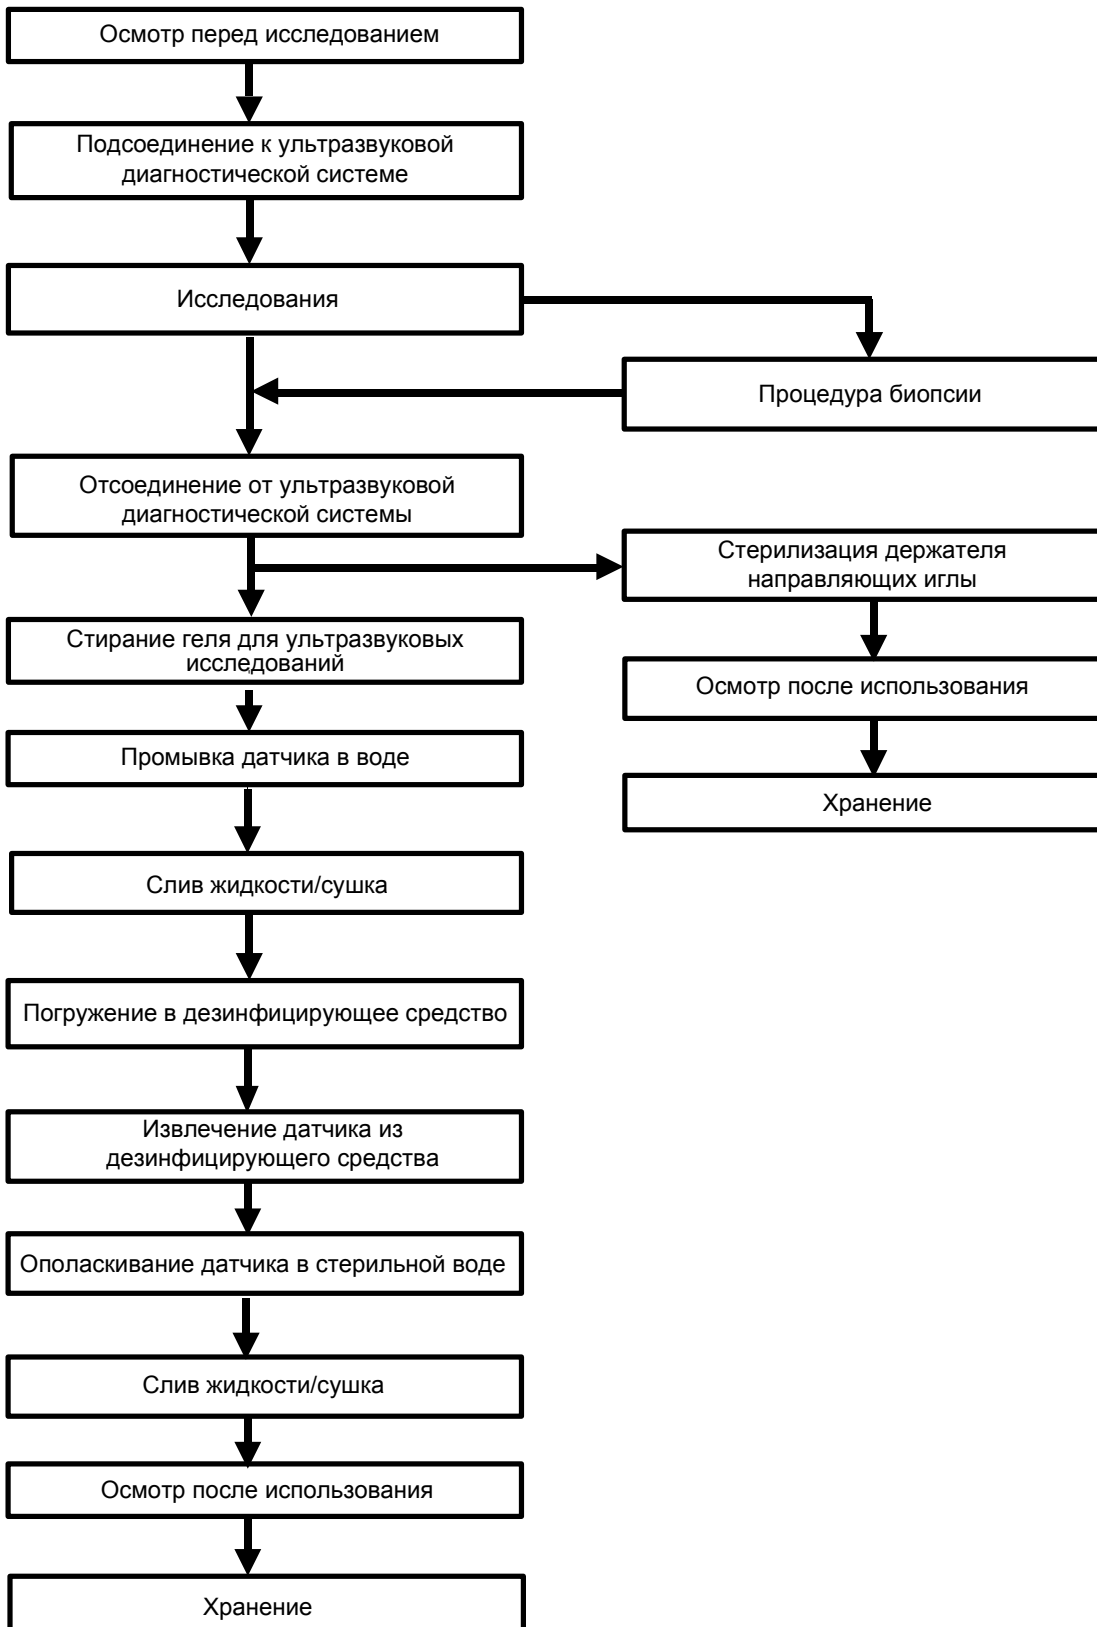 Осмотр перед исследованием
Подсоединение к ультразвуковой
диагностической системе
Исследования
Процедура биопсии
Отсоединение от ультразвуковой
диагностической системы
Стерилизация держателя
направляющих иглы
Стирание геля для ультразвуковых
исследований
Осмотр после использования
Промывка датчика в воде
Хранение
Слив жидкости/сушка
Погружение в дезинфицирующее средство
Извлечение датчика из
дезинфицирующего средства
Ополаскивание датчика в стерильной воде
Слив жидкости/сушка
Осмотр после использования
Хранение